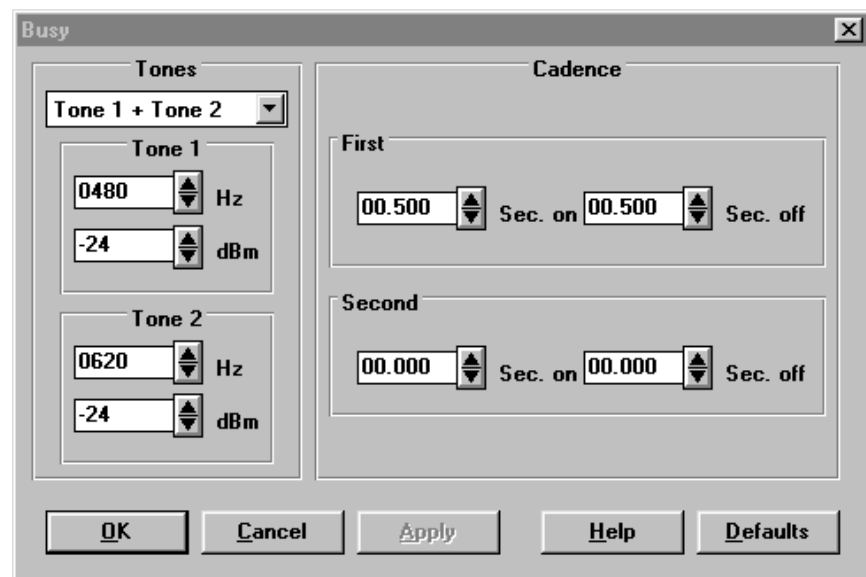 Busy
Tones
Tone 1 + Tone 2
Tone 1
0480 Hz
-24 dBm
Tone 2
0620 Hz
-24 dBm
Cadence
First
00.500 Sec. on 00.500 Sec. off
Second
00.000 Sec. on 00.000 Sec. off
OK Cancel Apply Help Defaults